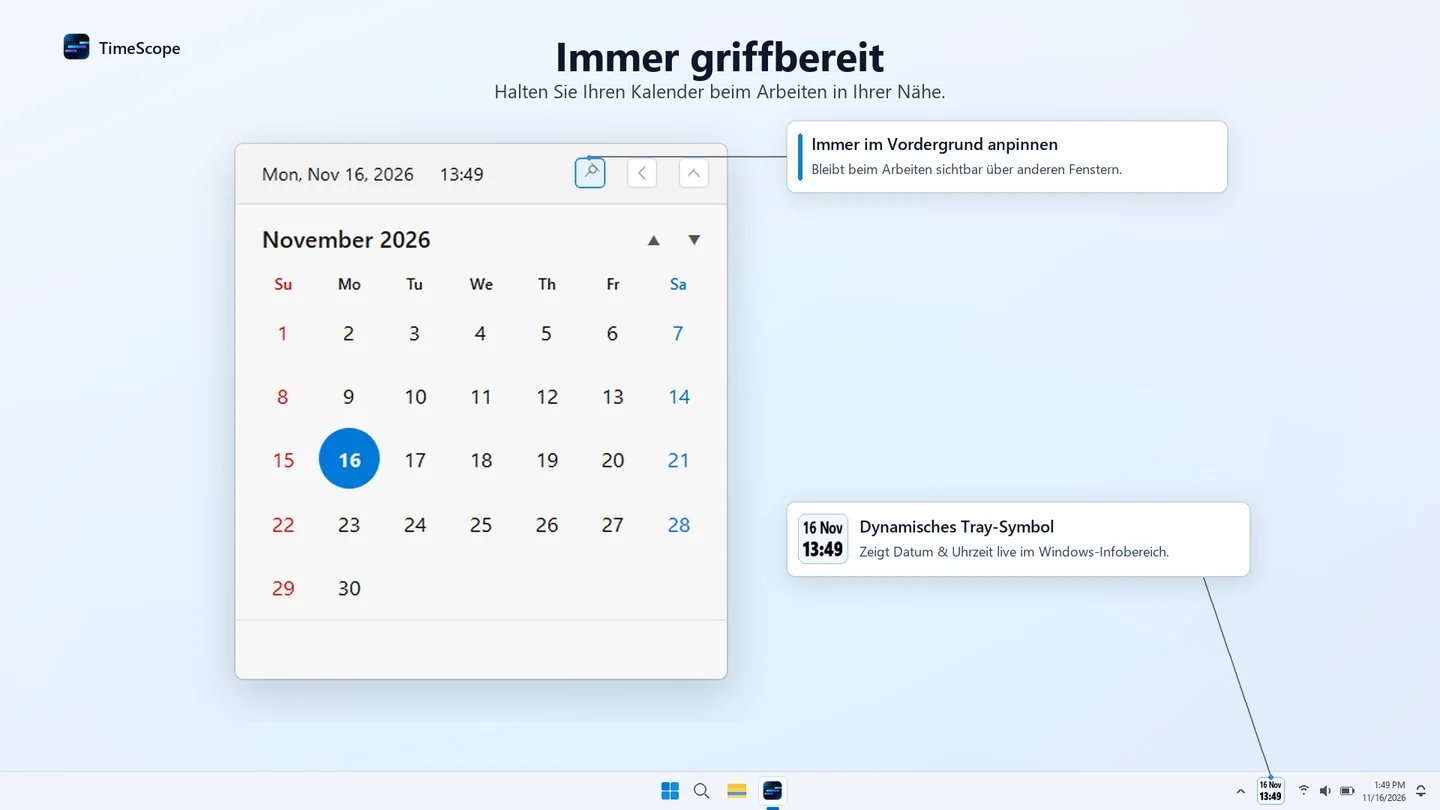 TimeScope
Immer griffbereit
Halten Sie Ihren Kalender beim Arbeiten in Ihrer Nähe.
Immer im Vordergrund anpinnen
Bleibt beim Arbeiten sichtbar über anderen Fenstern.
Mon, Nov 16, 2026 13:49
November 2026 ▲ ▼
Su Mo Tu We Th Fr Sa
1 2 3 4 5 6 7
8 9 10 11 12 13 14
15 16 17 18 19 20 21
22 23 24 25 26 27 28
29 30
16 Nov
13:49
Dynamisches Tray-Symbol
Zeigt Datum & Uhrzeit live im Windows-Infobereich.
16 Nov
13:49
1:49 PM
11/16/2026